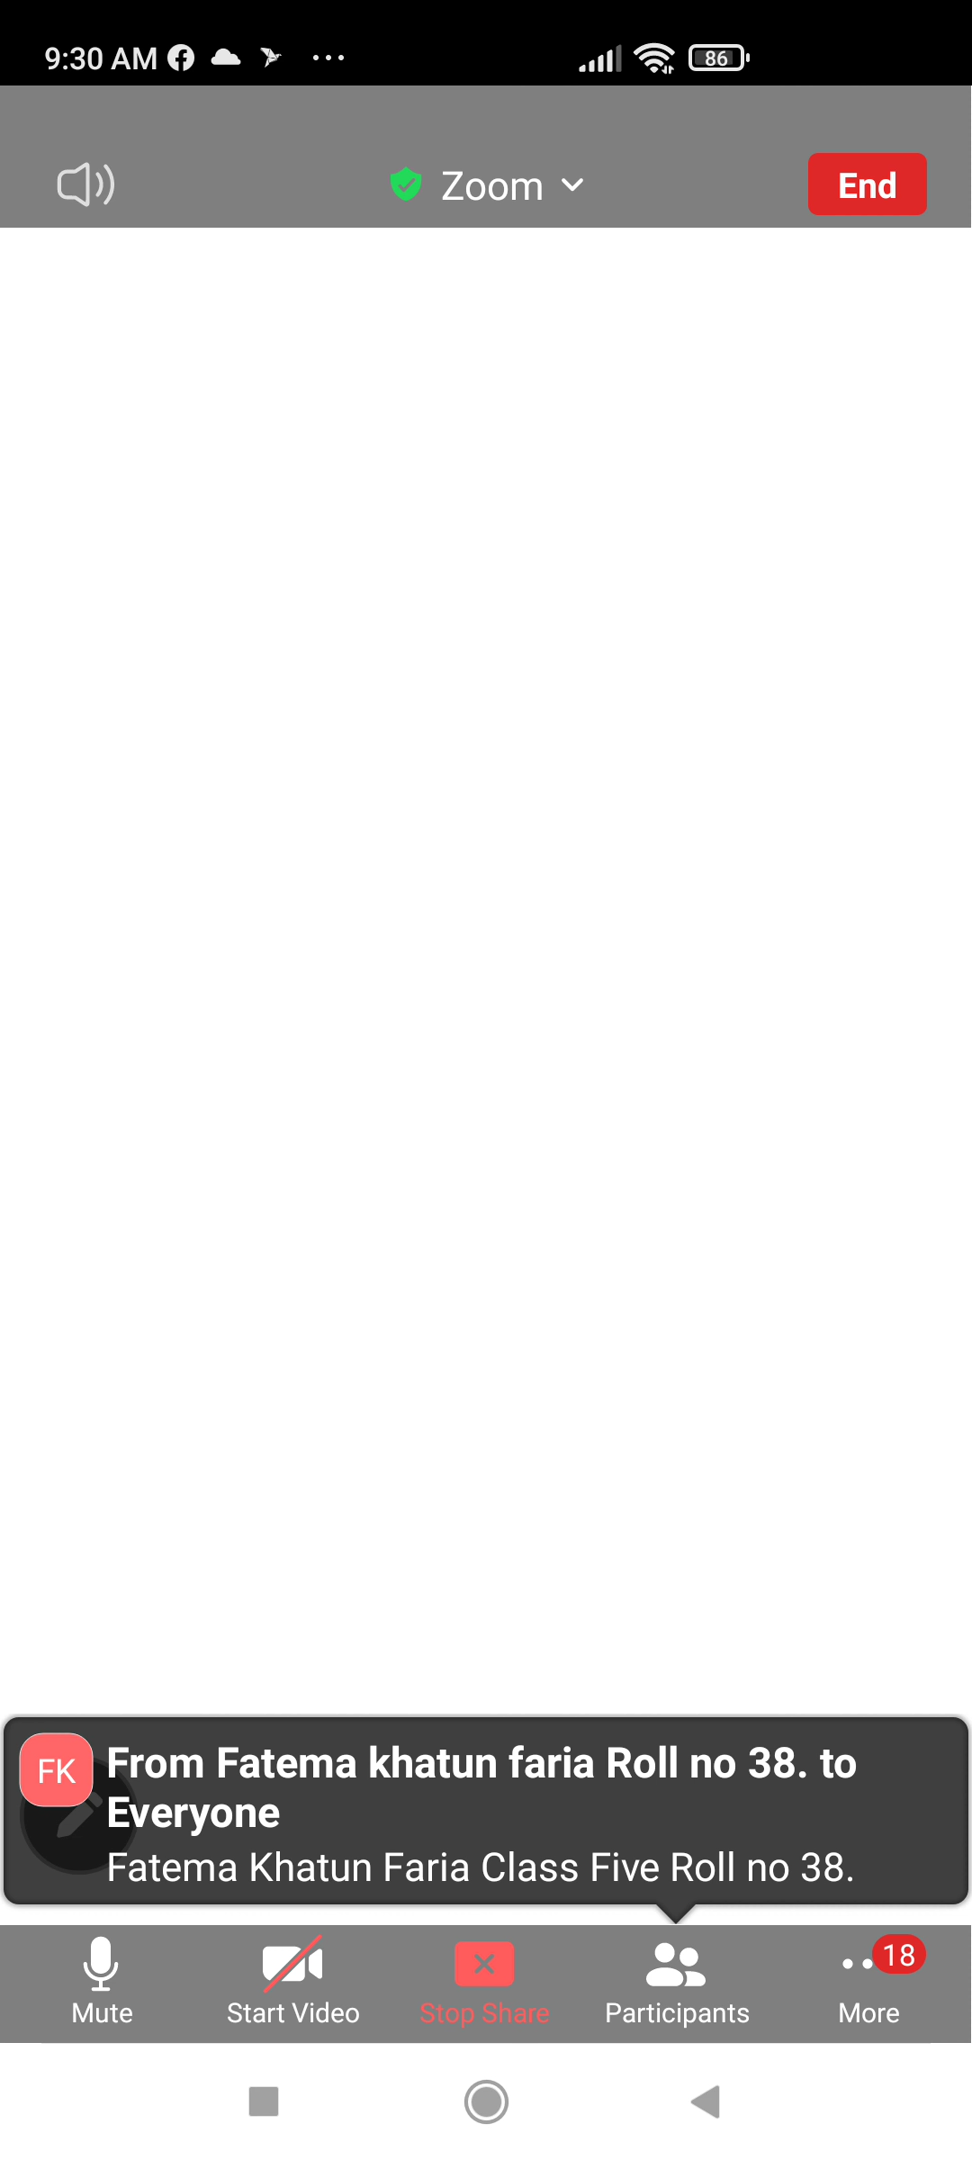 9:30 AM
86
Zoom
End
FK
From Fatema khatun faria Roll no 38. to
Everyone
Fatema Khatun Faria Class Five Roll no 38.
18
Mute
Start Video
Stop Share
Participants
More